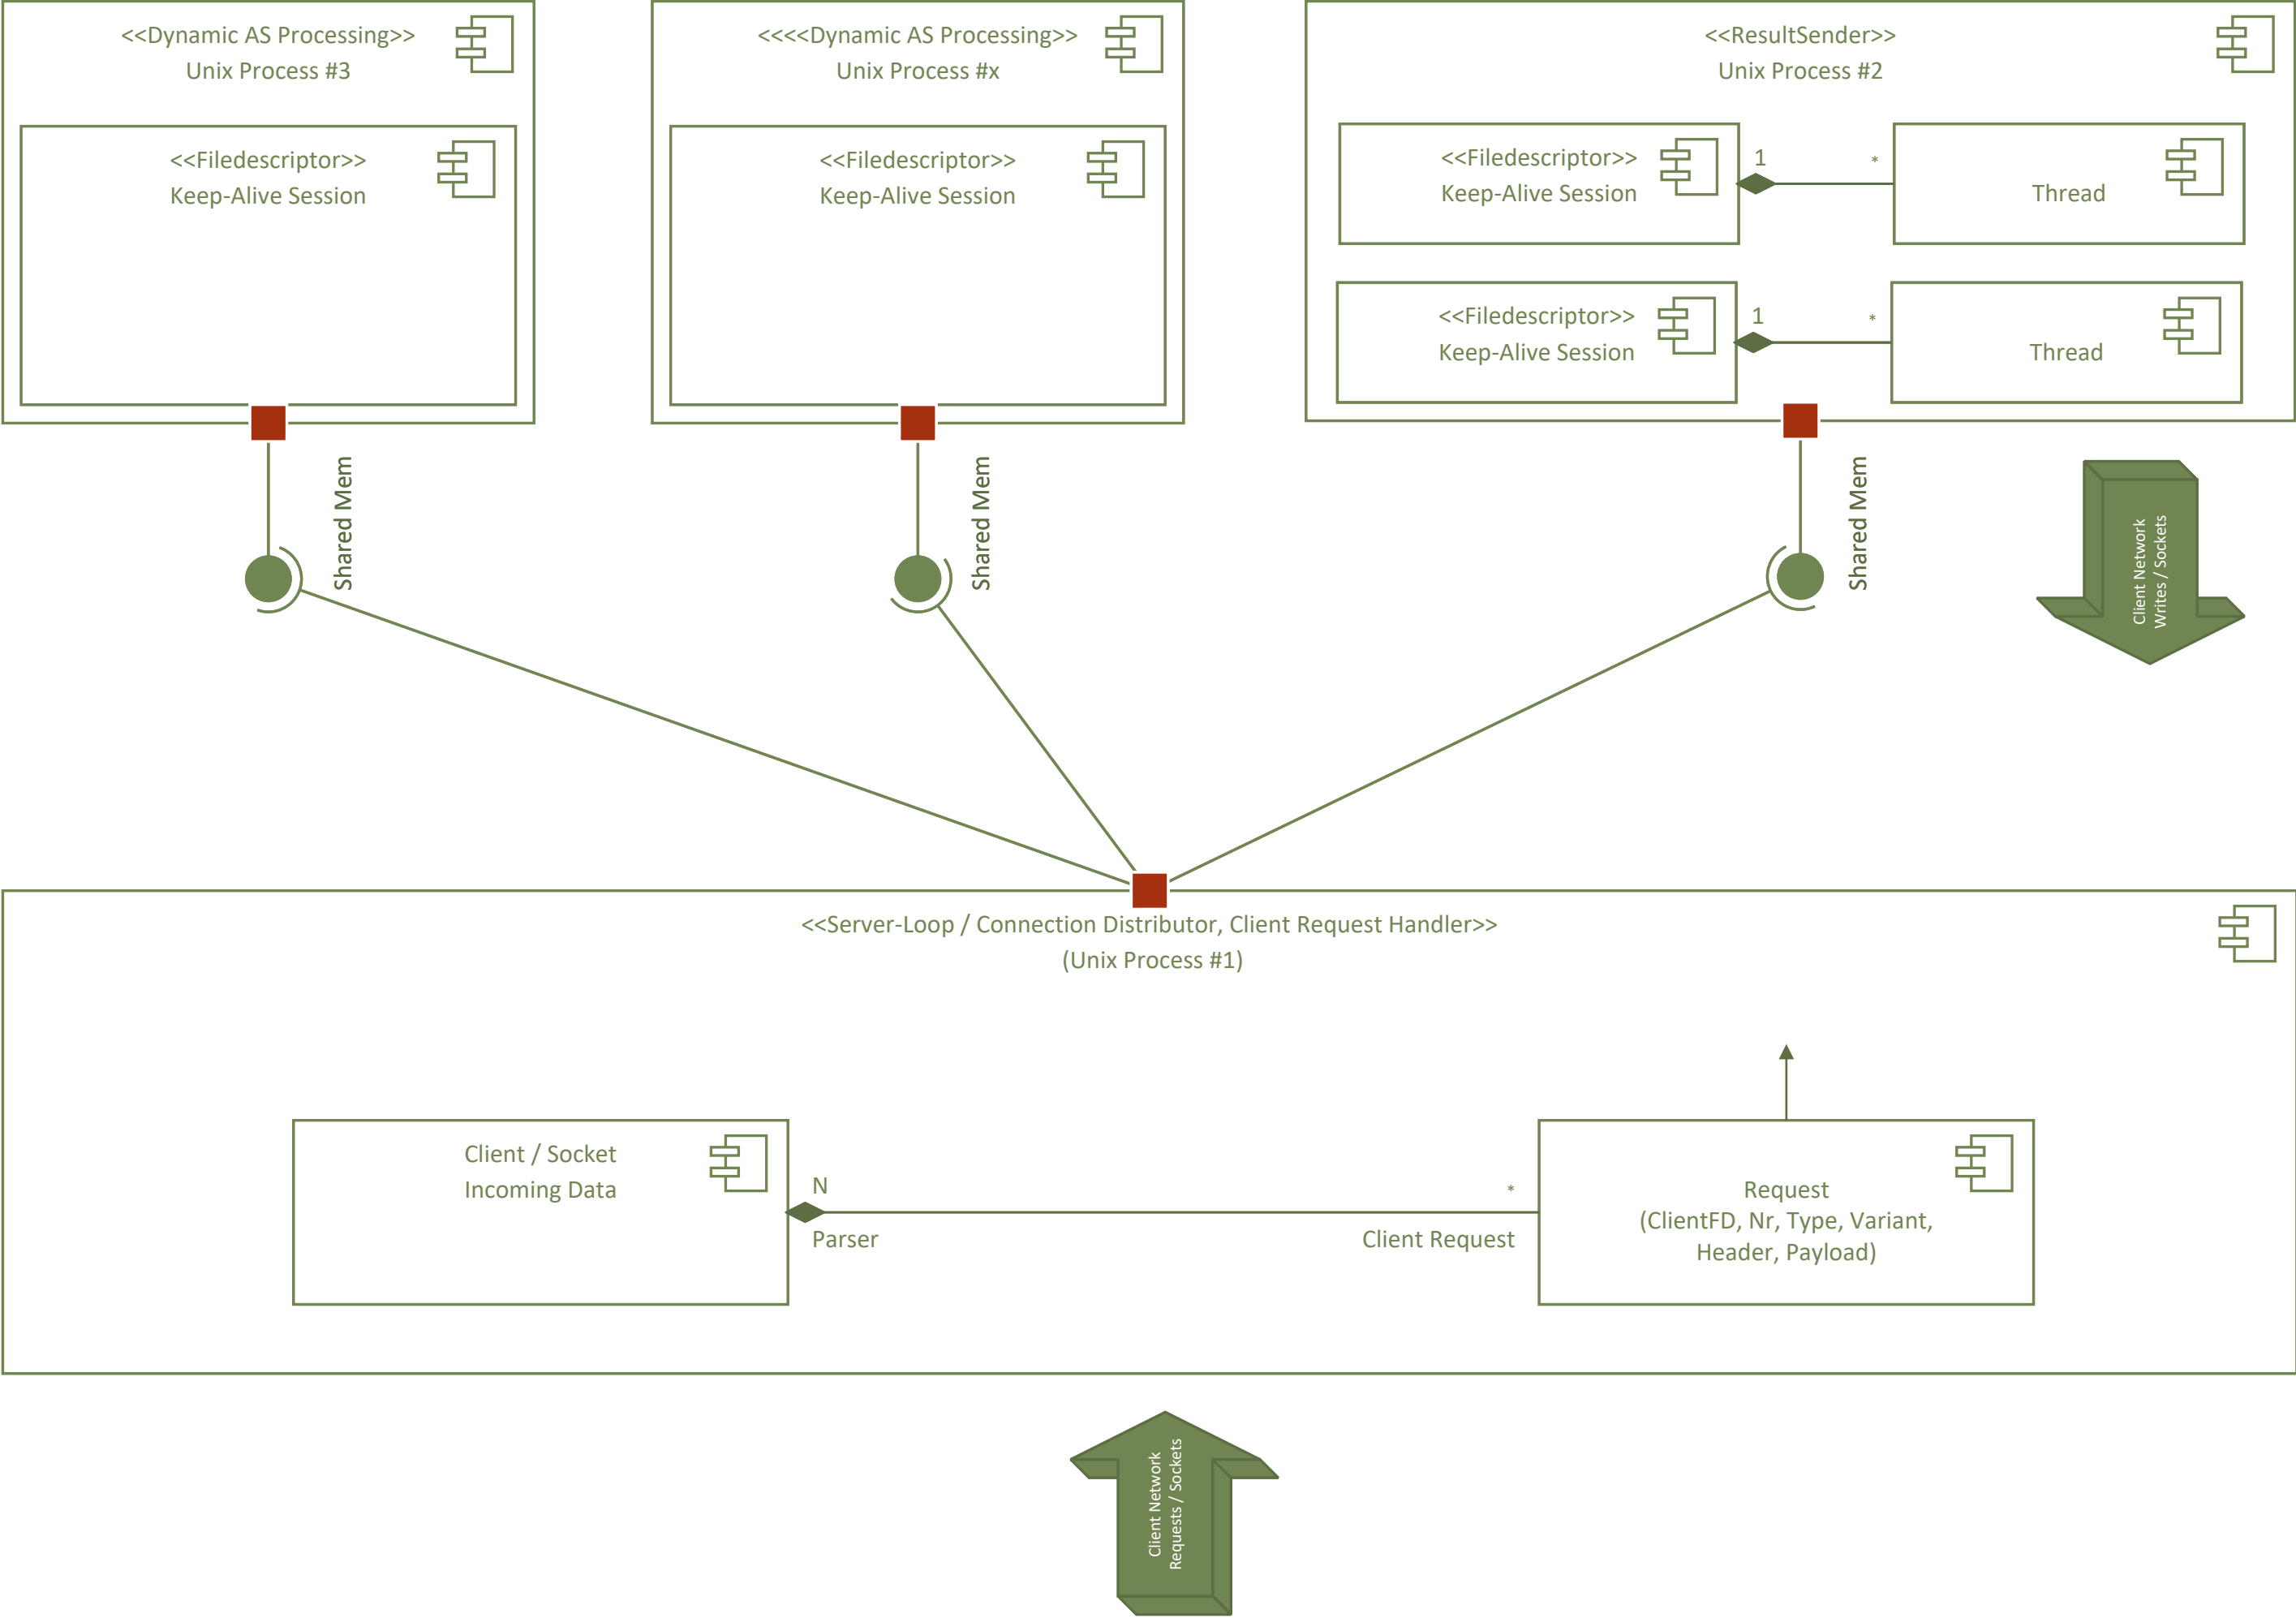 <<Dynamic AS Processing>>
Unix Process #3
<<Filedescriptor>>
Keep-Alive Session
<<<<Dynamic AS Processing>>
Unix Process #x
<<Filedescriptor>>
Keep-Alive Session
<<ResultSender>>
Unix Process #2
<<Filedescriptor>>
Keep-Alive Session
1
*
Thread
<<Filedescriptor>>
Keep-Alive Session
1
*
Thread
Shared Mem
Shared Mem
Shared Mem
Client Network
Writes / Sockets
<<Server-Loop / Connection Distributor, Client Request Handler>>
(Unix Process #1)
Client / Socket
Incoming Data
N
Parser
*
Client Request
Request
(ClientFD, Nr, Type, Variant,
Header, Payload)
Client Network
Requests / Sockets